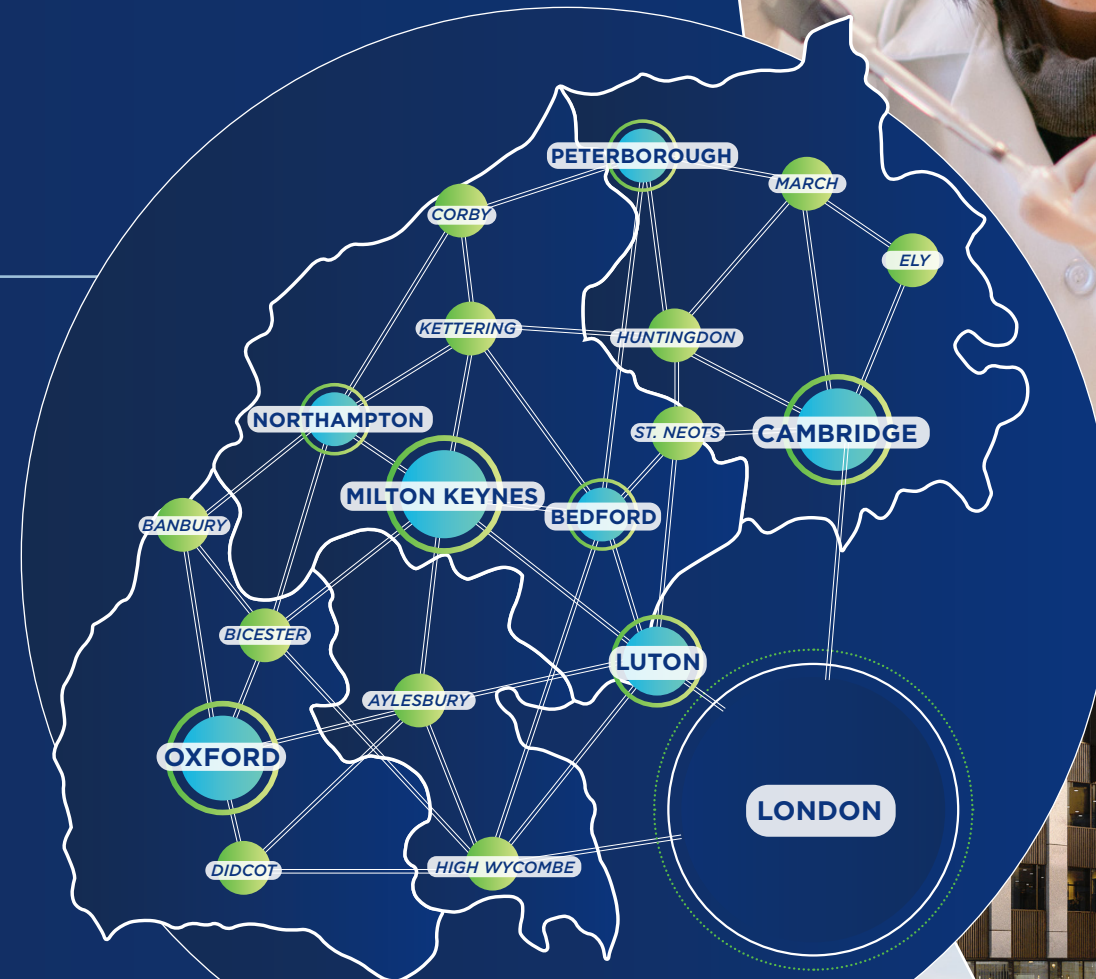 PETERBOROUGH
MARCH
CORBY
ELY
KETTERING
HUNTINGDON
NORTHAMPTON
ST. NEOTS
CAMBRIDGE
MILTON KEYNES
BEDFORD
BANBURY
BICESTER
LUTON
AYLESBURY
OXFORD
LONDON
DIDCOT
HIGH WYCOMBE